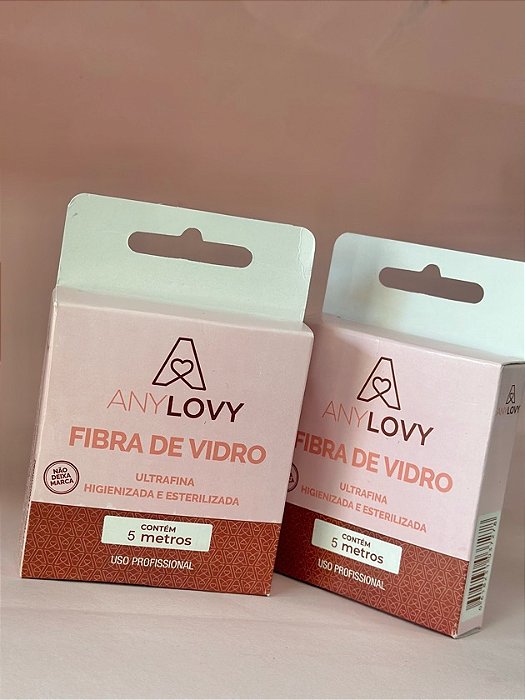 ANYLOVY
FIBRA DE VIDRO
ULTRAFINA
HIGIENIZADA E ESTERILIZADA
NÃO
DEIXA
MARCA
CONTÉM
5 metros
USO PROFISSIONAL
ANYLOVY
FIBRA DE VIDRO
ULTRAFINA
HIGIENIZADA E ESTERILIZADA
CONTÉM
5 metros
USO PROFISSIONAL
ANYLOVY